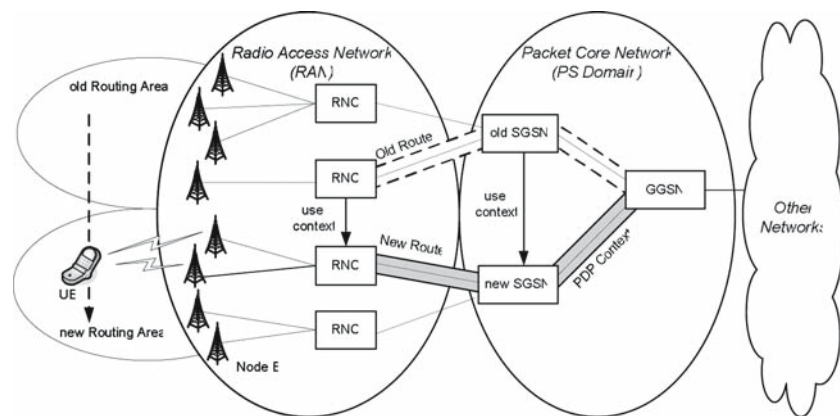 Radio Access Network
(RAN)
Packet Core Network
(PS Domain)
old Routing Area
RNC
Old Route
old SGSN
RNC
use
context
use
context
GGSN
Other
Networks
New Route
UE
RNC
new SGSN
PDP Context
new Routing Area
RNC
Node B